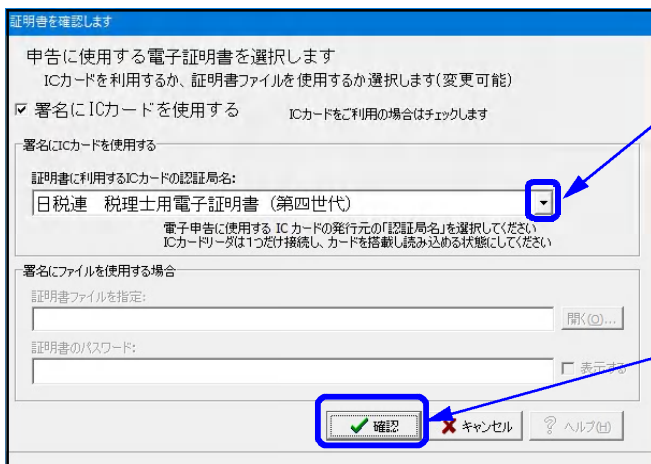 証明書を確認します
申告に使用する電子証明書を選択します
ICカードを利用するか、証明書ファイルを使用するか選択します(変更可能)
署名にICカードを使用する ICカードをご利用の場合はチェックします
署名にICカードを使用する
証明書に利用するICカードの認証局名:
日税連 税理士用電子証明書(第四世代)
電子申告に使用する IC カードの発行元の「認証局名」を選択してください
ICカードリーダは1つだけ接続し、カードを搭載し読み込める状態にしてください
署名にファイルを使用する場合
証明書ファイルを指定:
開く(O)...
証明書のパスワード:
表示する
確認 キャンセル ヘルプ(H)